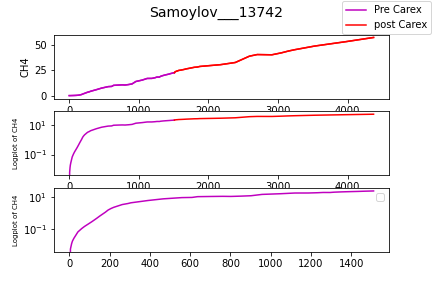 Samoylov___13742
Pre Carex
post Carex
CH4
50
25
0
0 1000 2000 3000 4000
Logplot of CH4
10¹
10⁻¹
0 1000 2000 3000 4000
Logplot of CH4
10¹
10⁻¹
0 200 400 600 800 1000 1200 1400